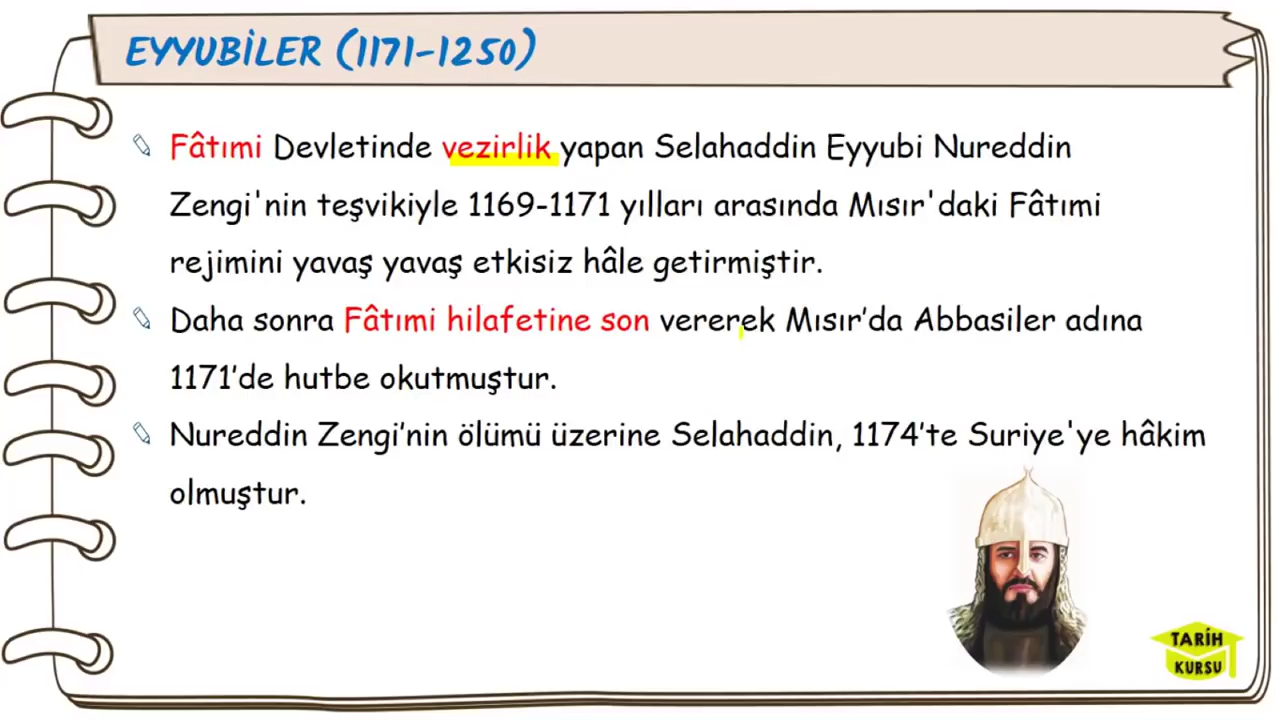 EYYUBİLER (1171-1250)
Fâtımi Devletinde vezirlik yapan Selahaddin Eyyubi Nureddin
Zengi'nin teşvikiyle 1169-1171 yılları arasında Mısır'daki Fâtımi
rejimini yavaş yavaş etkisiz hâle getirmiştir.
Daha sonra Fâtımi hilafetine son vererek Mısır’da Abbasiler adına
1171’de hutbe okutmuştur.
Nureddin Zengi’nin ölümü üzerine Selahaddin, 1174’te Suriye'ye hâkim
olmuştur.
TARİH
KURSU